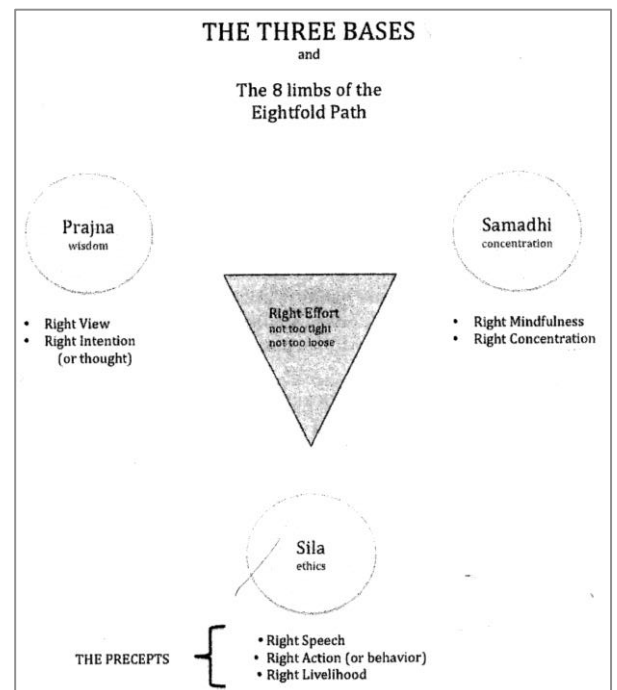 THE THREE BASES
and
The 8 limbs of the
Eightfold Path
Prajna
wisdom
• Right View
• Right Intention
(or thought)
Samadhi
concentration
• Right Mindfulness
• Right Concentration
Right Effort
not too tight
not too loose
Sila
ethics
THE PRECEPTS
• Right Speech
• Right Action (or behavior)
• Right Livelihood